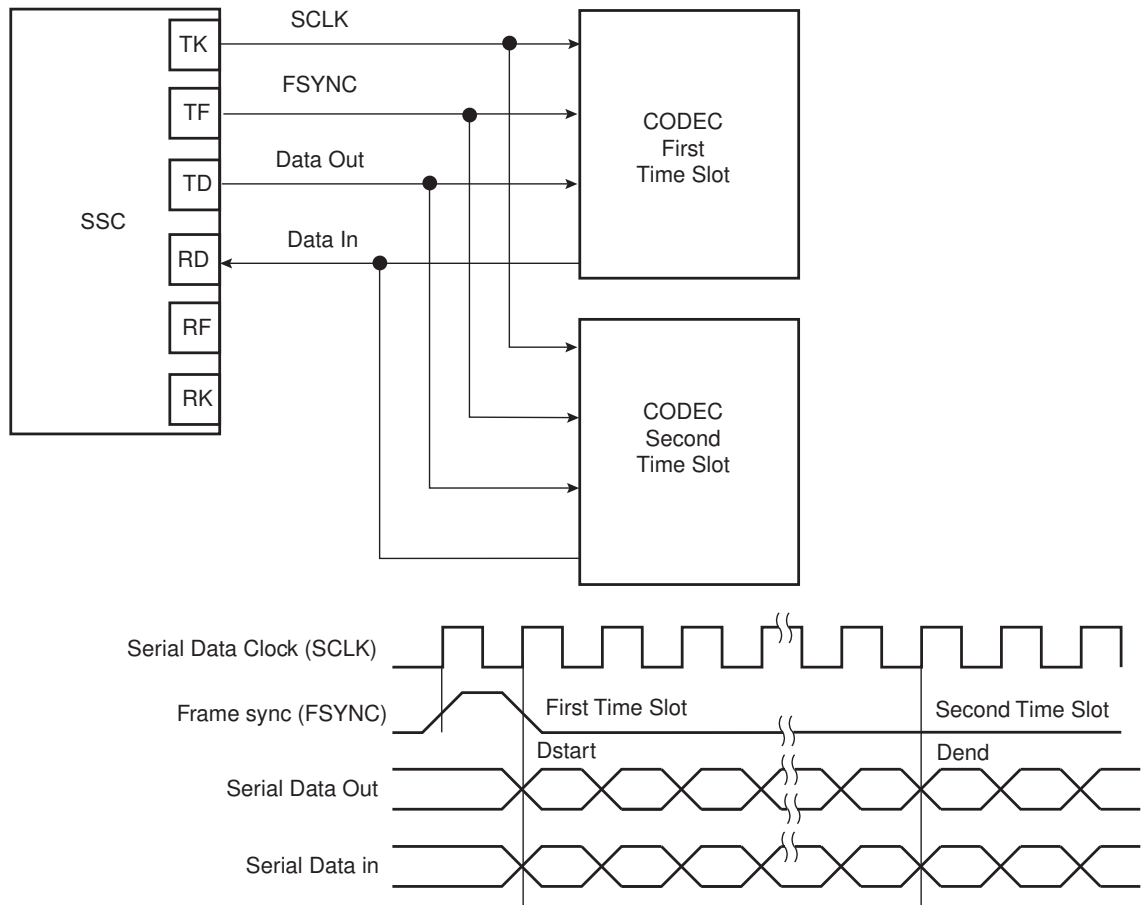 SCLK
TK
FSYNC
TF
CODEC
First
Time Slot
Data Out
TD
SSC
Data In
RD
RF
RK
CODEC
Second
Time Slot
Serial Data Clock (SCLK)
First Time Slot
Second Time Slot
Frame sync (FSYNC)
Dstart
Dend
Serial Data Out
Serial Data in